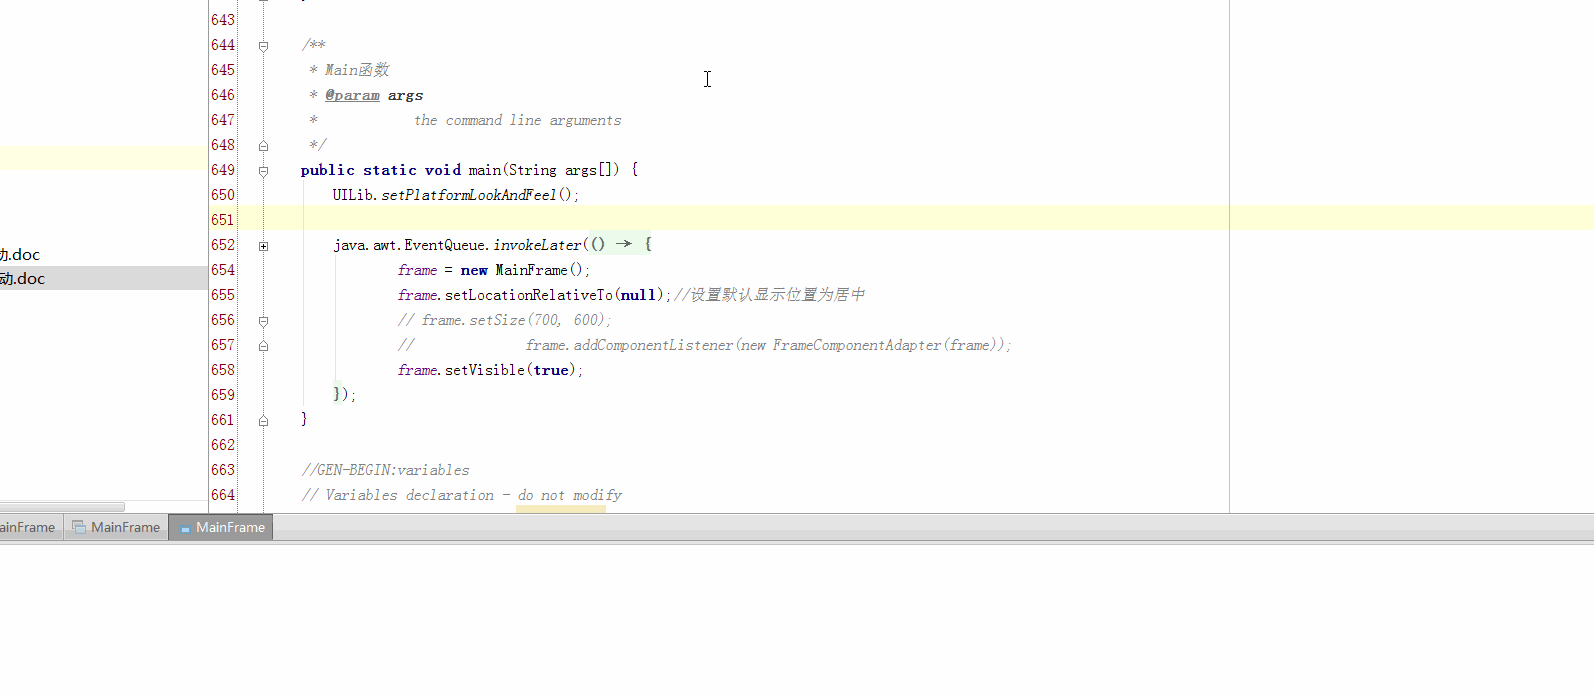 643
644 /**
645 * Main函数
646 * @param args
647 * the command line arguments
648 */
649 public static void main(String args[]) {
650 UILib.setPlatformLookAndFeel();
651
652 java.awt.EventQueue.invokeLater(() → {
动.doc
654 frame = new MainFrame();
动.doc
655 frame.setLocationRelativeTo(null);//设置默认显示位置为居中
656 // frame.setSize(700, 600);
657 // frame.addComponentListener(new FrameComponentAdapter(frame));
658 frame.setVisible(true);
659 });
661 }
662
663 //GEN-BEGIN:variables
664 // Variables declaration - do not modify
ainFrame MainFrame MainFrame